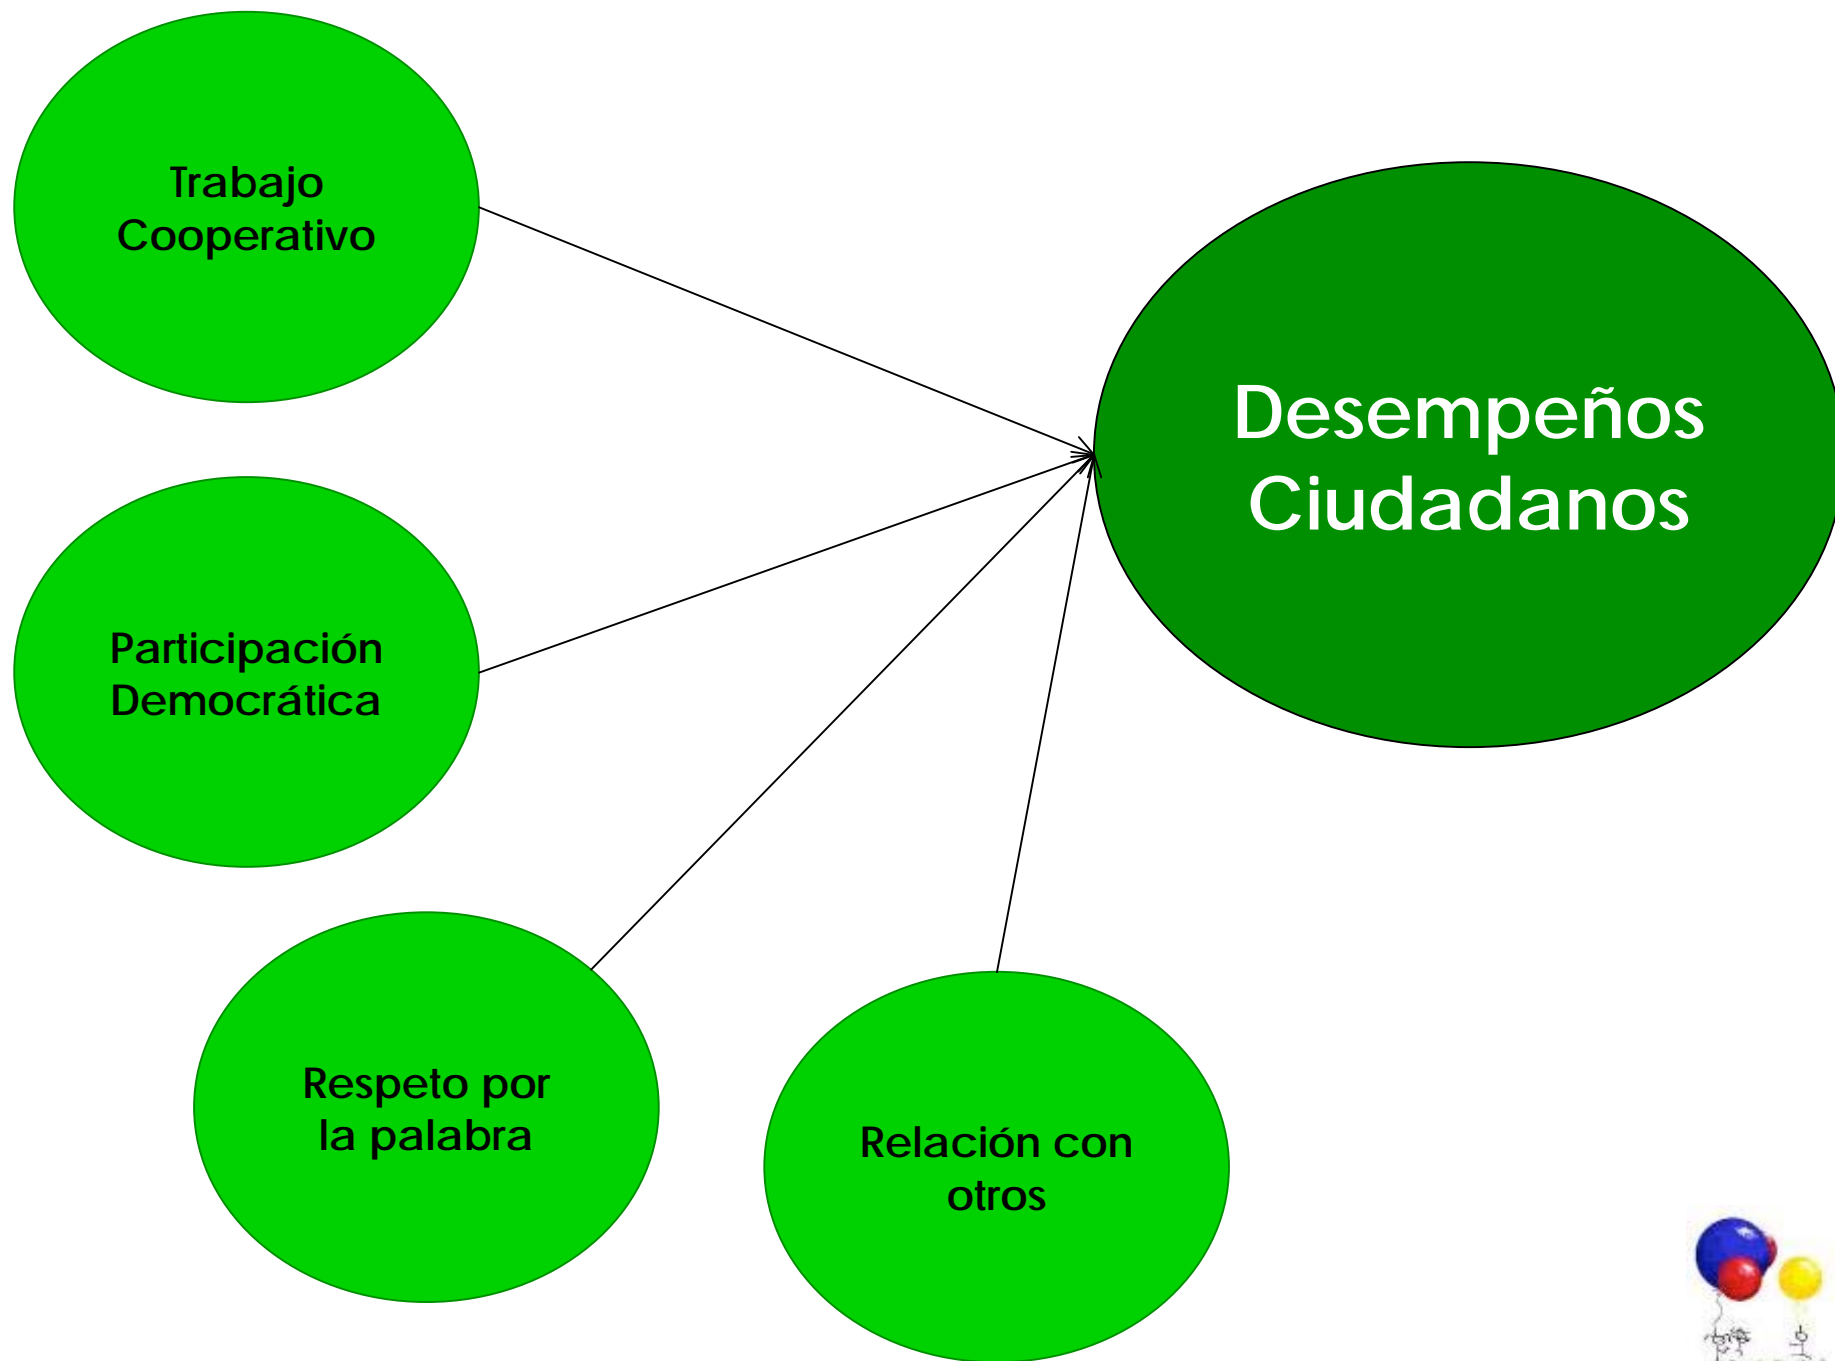 Trabajo
Cooperativo
Desempeños
Ciudadanos
Participación
Democrática
Respeto por
la palabra
Relación con
otros